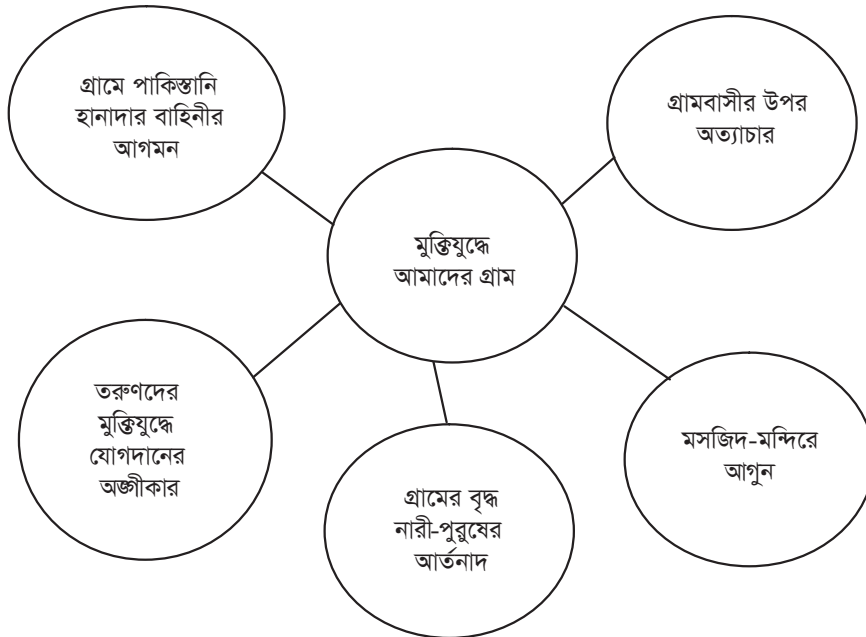 গ্রামে পাকিস্তানি
হানাদার বাহিনীর
আগমন
গ্রামবাসীর উপর
অত্যাচার
মুক্তিযুদ্ধে
আমাদের গ্রাম
তরুণদের
মুক্তিযুদ্ধে
যোগদানের
অঙ্গীকার
গ্রামের বৃদ্ধ
নারী-পুরুষের
আর্তনাদ
মসজিদ-মন্দিরে
আগুন